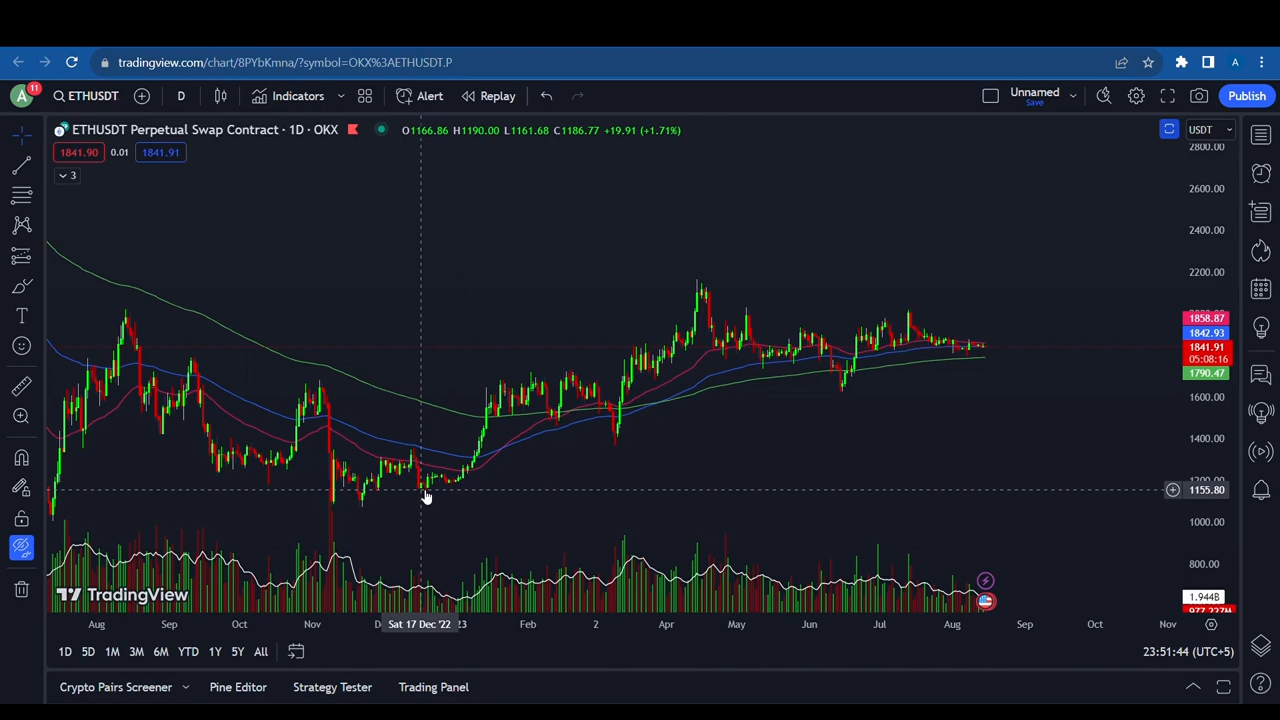 tradingview.com/chart/8PYbKmna/?symbol=OKX%3AETHUSDT.P
A
A 11 ETHUSDT D Indicators Alert Replay Unnamed Save Publish
ETHUSDT Perpetual Swap Contract · 1D · OKX O1166.86 H1190.00 L1161.68 C1186.77 +19.91 (+1.71%) USDT
1841.90 0.01 1841.91
3
2800.00
2600.00
2400.00
2200.00
1858.87
1842.93
1841.91
05:08:16
1790.47
1600.00
1400.00
1155.80
1000.00
800.00
TradingView
1.944B
977.227M
Aug Sep Oct Nov Sat 17 Dec '22 23 Feb 2 Apr May Jun Jul Aug Sep Oct Nov
1D 5D 1M 3M 6M YTD 1Y 5Y All 23:51:44 (UTC+5)
Crypto Pairs Screener Pine Editor Strategy Tester Trading Panel